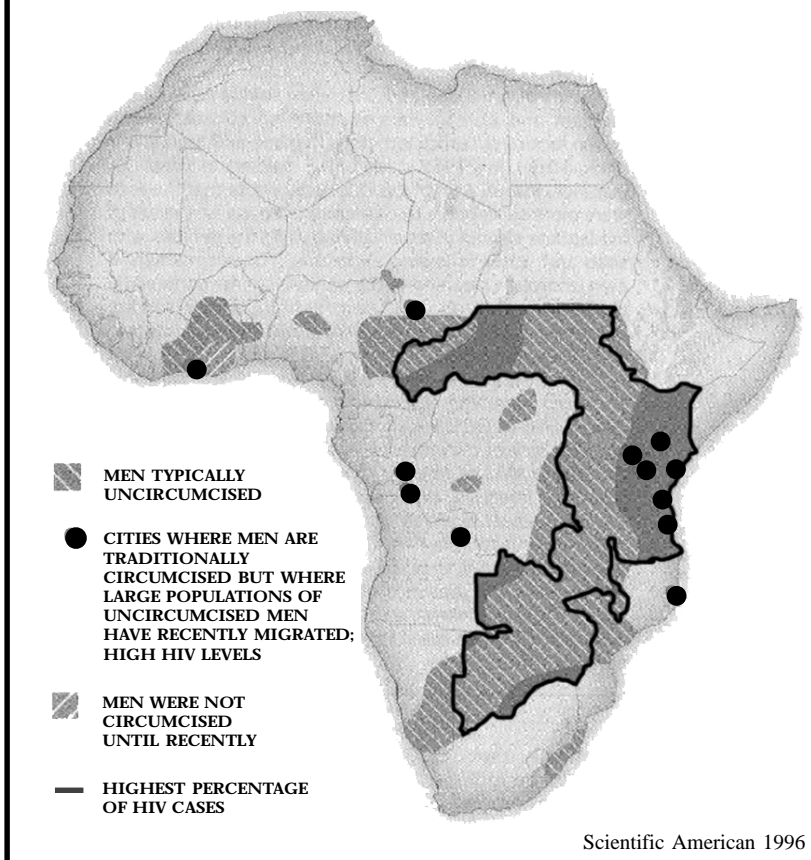 MEN TYPICALLY
UNCIRCUMCISED
CITIES WHERE MEN ARE
TRADITIONALLY
CIRCUMCISED BUT WHERE
LARGE POPULATIONS OF
UNCIRCUMCISED MEN
HAVE RECENTLY MIGRATED;
HIGH HIV LEVELS
MEN WERE NOT
CIRCUMCISED
UNTIL RECENTLY
HIGHEST PERCENTAGE
OF HIV CASES
Scientific American 1996